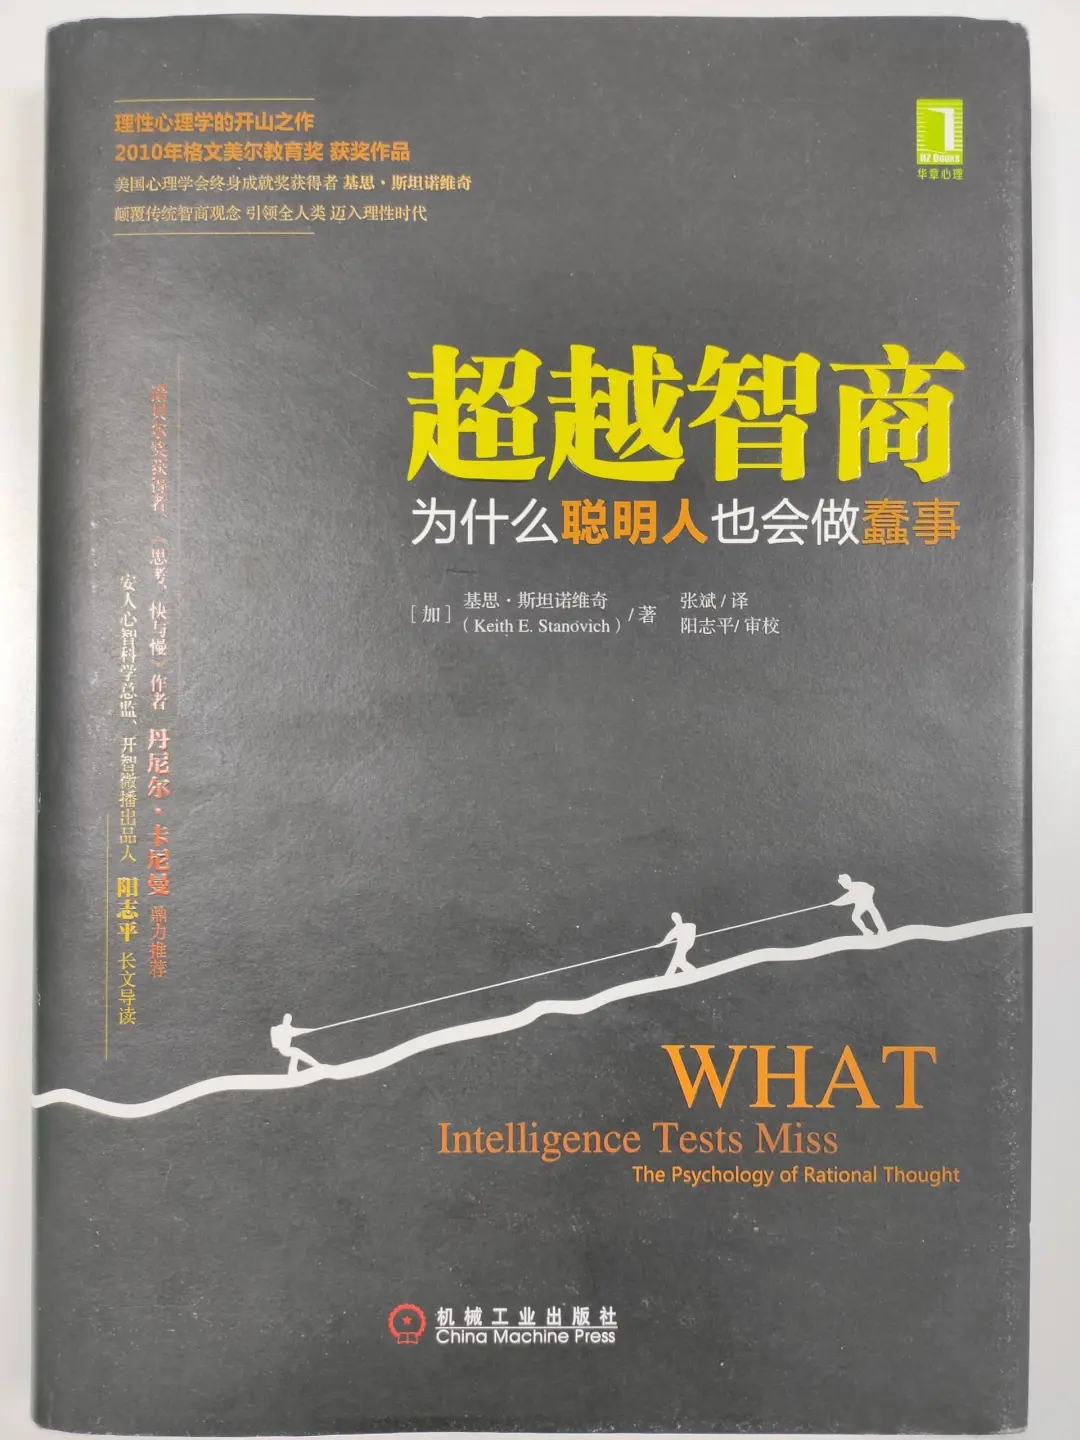 理性心理学的开山之作
2010年格文美尔教育奖 获奖作品
美国心理学会终身成就奖获得者 基思·斯坦诺维奇
颠覆传统智商观念 引领全人类 迈入理性时代
HZ BOOKS
华章心理
超越智商
为什么聪明人也会做蠢事
[加] 基思·斯坦诺维奇 (Keith E. Stanovich) /著
张斌/译
阳志平/审校
诺贝尔奖获得者、《思考，快与慢》作者 丹尼尔·卡尼曼 鼎力推荐
安人心智科学总监、开智微播出品人 阳志平 长文导读
WHAT
Intelligence Tests Miss
The Psychology of Rational Thought
机械工业出版社
China Machine Press